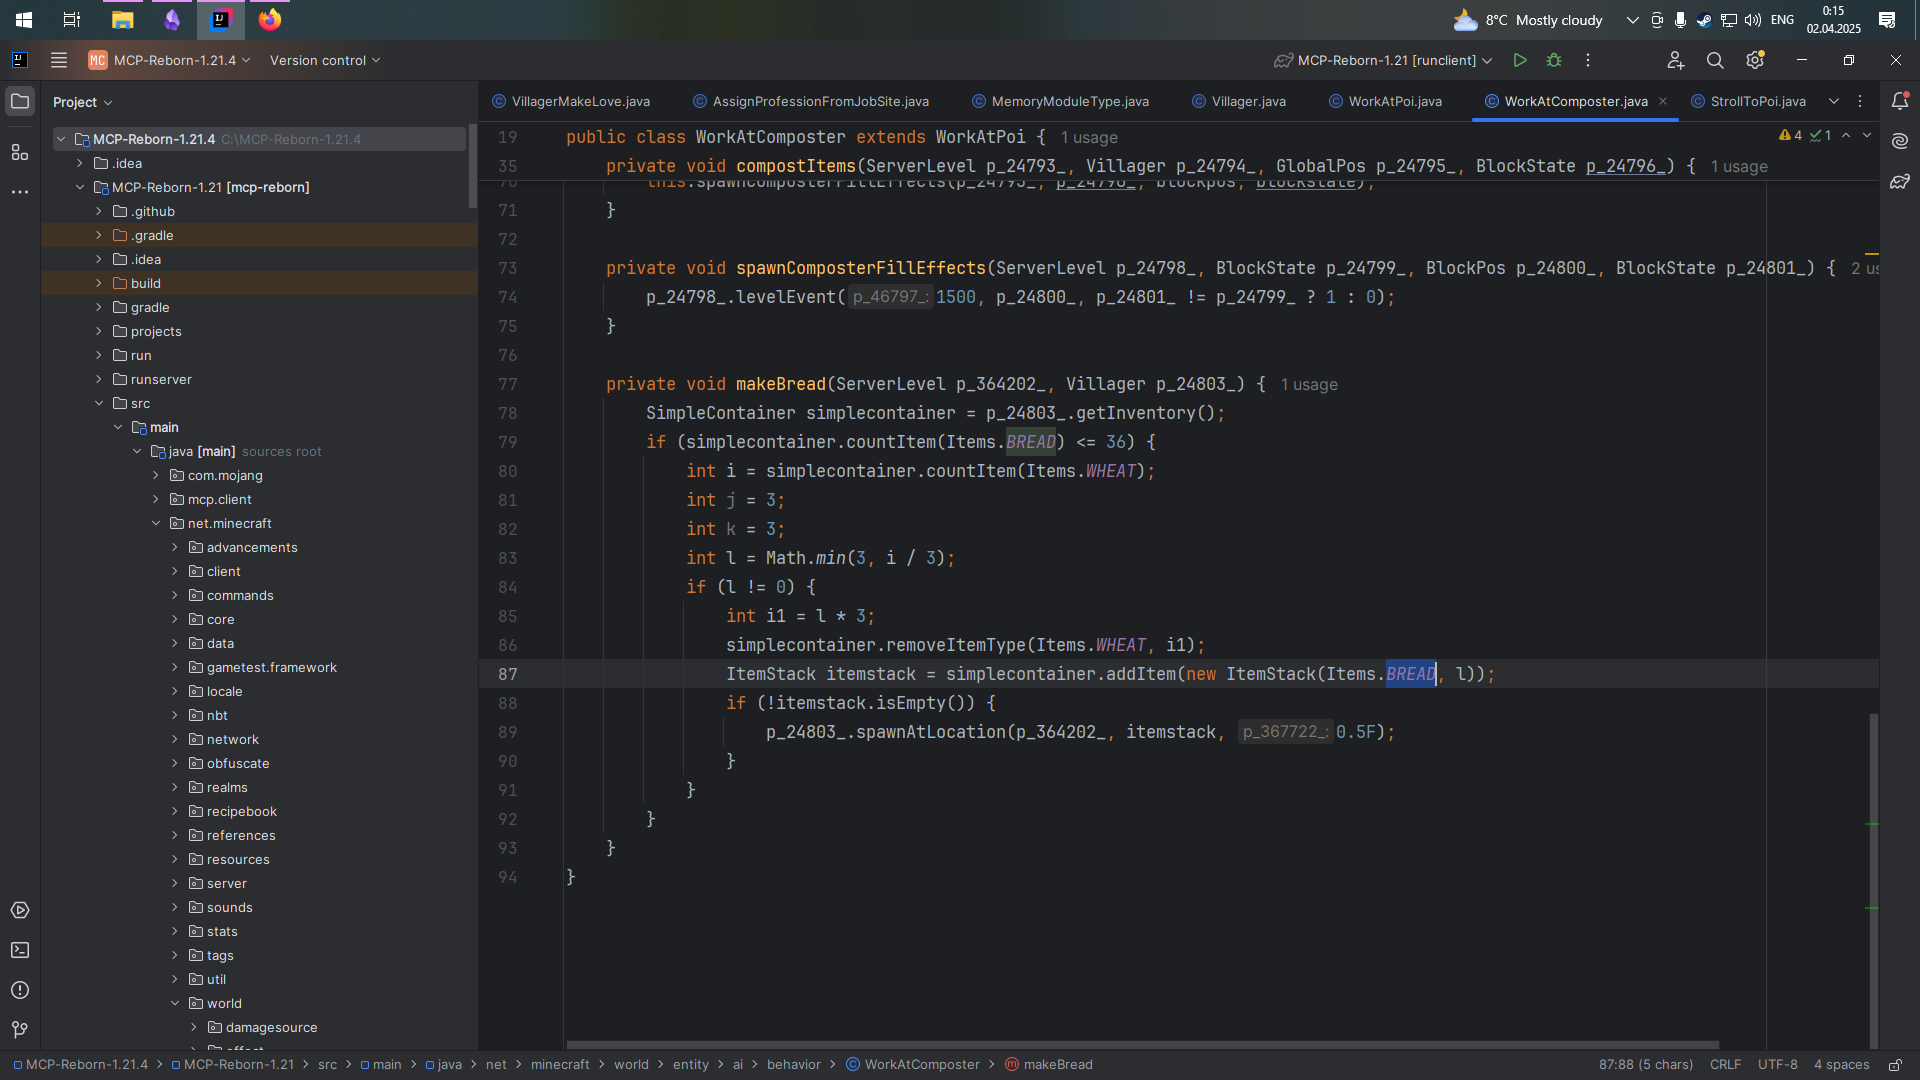 8°C Mostly cloudy
ENG
0:15
02.04.2025
MC MCP-Reborn-1.21.4
Version control
MCP-Reborn-1.21 [runclient]
Project
VillagerMakeLove.java
AssignProfessionFromJobSite.java
MemoryModuleType.java
Villager.java
WorkAtPoi.java
WorkAtComposter.java
StrollToPoi.java
MCP-Reborn-1.21.4 C:\MCP-Reborn-1.21.4
.idea
MCP-Reborn-1.21 [mcp-reborn]
.github
.gradle
.idea
build
gradle
projects
run
runserver
src
main
java [main] sources root
com.mojang
mcp.client
net.minecraft
advancements
client
commands
core
data
gametest.framework
locale
nbt
network
obfuscate
realms
recipebook
references
resources
server
sounds
stats
tags
util
world
damagesource
4 1
19 public class WorkAtComposter extends WorkAtPoi { 1 usage
35 private void compostItems(ServerLevel p_24793_, Villager p_24794_, GlobalPos p_24795_, BlockState p_24796_) { 1 usage
this.spawnComposterFillEffects(p_24793_, p_24796_, blockpos, blockstate);
71 }
72
73 private void spawnComposterFillEffects(ServerLevel p_24798_, BlockState p_24799_, BlockPos p_24800_, BlockState p_24801_) { 2 us
74 p_24798_.levelEvent( p_46797_: 1500, p_24800_, p_24801_ != p_24799_ ? 1 : 0);
75 }
76
77 private void makeBread(ServerLevel p_364202_, Villager p_24803_) { 1 usage
78 SimpleContainer simplecontainer = p_24803_.getInventory();
79 if (simplecontainer.countItem(Items.BREAD) <= 36) {
80 int i = simplecontainer.countItem(Items.WHEAT);
81 int j = 3;
82 int k = 3;
83 int l = Math.min(3, i / 3);
84 if (l != 0) {
85 int i1 = l * 3;
86 simplecontainer.removeItemType(Items.WHEAT, i1);
87 ItemStack itemstack = simplecontainer.addItem(new ItemStack(Items.BREAD, l));
88 if (!itemstack.isEmpty()) {
89 p_24803_.spawnAtLocation(p_364202_, itemstack, p_367722_: 0.5F);
90 }
91 }
92 }
93 }
94 }
MCP-Reborn-1.21.4 > MCP-Reborn-1.21 > src > main > java > net > minecraft > world > entity > ai > behavior > WorkAtComposter > makeBread
87:88 (5 chars) CRLF UTF-8 4 spaces